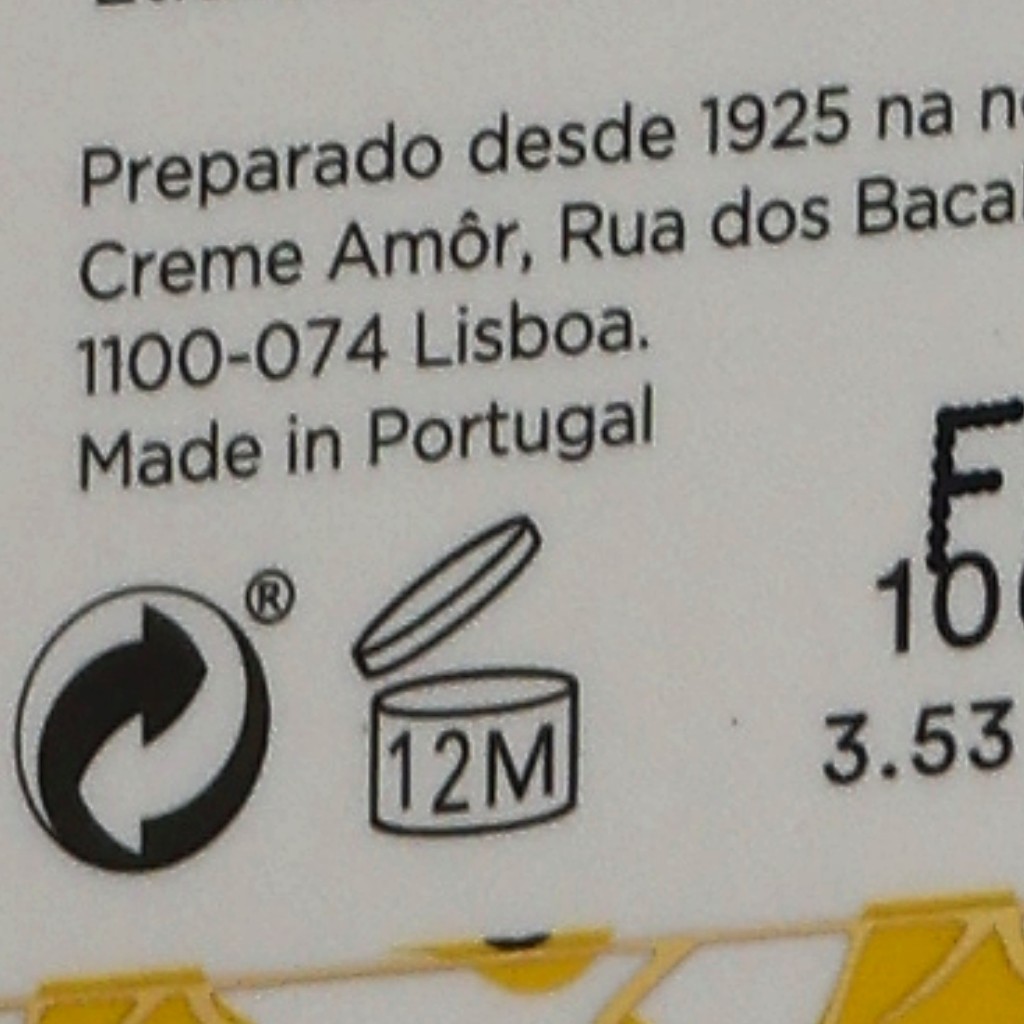 Preparado desde 1925 na
Creme Amôr, Rua dos
1100-074 Lisboa.
Made in Portugal
®
12M
3.53